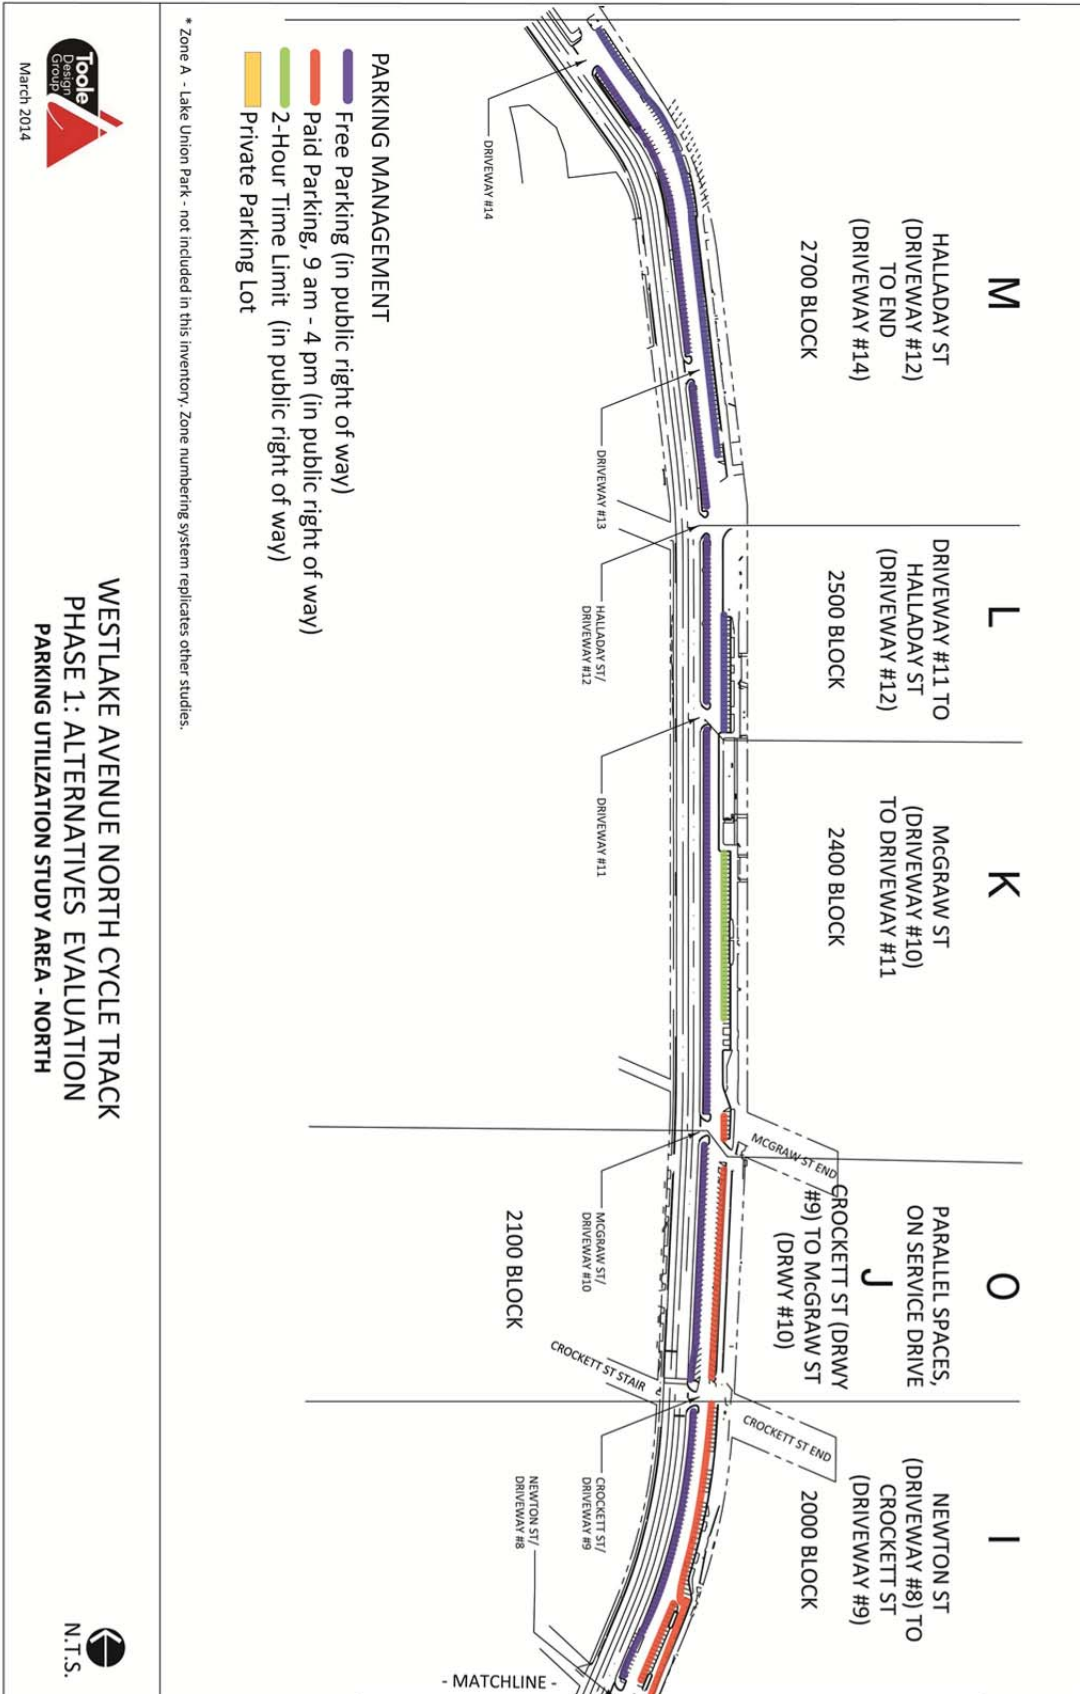 M
HALLADAY ST
(DRIVEWAY #12)
TO END
(DRIVEWAY #14)
2700 BLOCK
L
DRIVEWAY #11 TO
HALLADAY ST
(DRIVEWAY #12)
2500 BLOCK
K
McGRAW ST
(DRIVEWAY #10)
TO DRIVEWAY #11
2400 BLOCK
O
PARALLEL SPACES,
ON SERVICE DRIVE
J
CROCKETT ST (DRWY
#9) TO McGRAW ST
(DRWY #10)
2100 BLOCK
I
NEWTON ST
(DRIVEWAY #8) TO
CROCKETT ST
(DRIVEWAY #9)
2000 BLOCK
MCGRAW ST END
CROCKETT ST END
CROCKETT ST STAIR
DRIVEWAY #14
DRIVEWAY #13
HALLADAY ST/
DRIVEWAY #12
DRIVEWAY #11
MCGRAW ST/
DRIVEWAY #10
CROCKETT ST/
DRIVEWAY #9
NEWTON ST/
DRIVEWAY #8
- MATCHLINE -
PARKING MANAGEMENT
Free Parking (in public right of way)
Paid Parking, 9 am - 4 pm (in public right of way)
2-Hour Time Limit (in public right of way)
Private Parking Lot
* Zone A - Lake Union Park - not included in this inventory. Zone numbering system replicates other studies.
Toole
Design
Group
March 2014
WESTLAKE AVENUE NORTH CYCLE TRACK
PHASE 1: ALTERNATIVES EVALUATION
PARKING UTILIZATION STUDY AREA - NORTH
N.T.S.